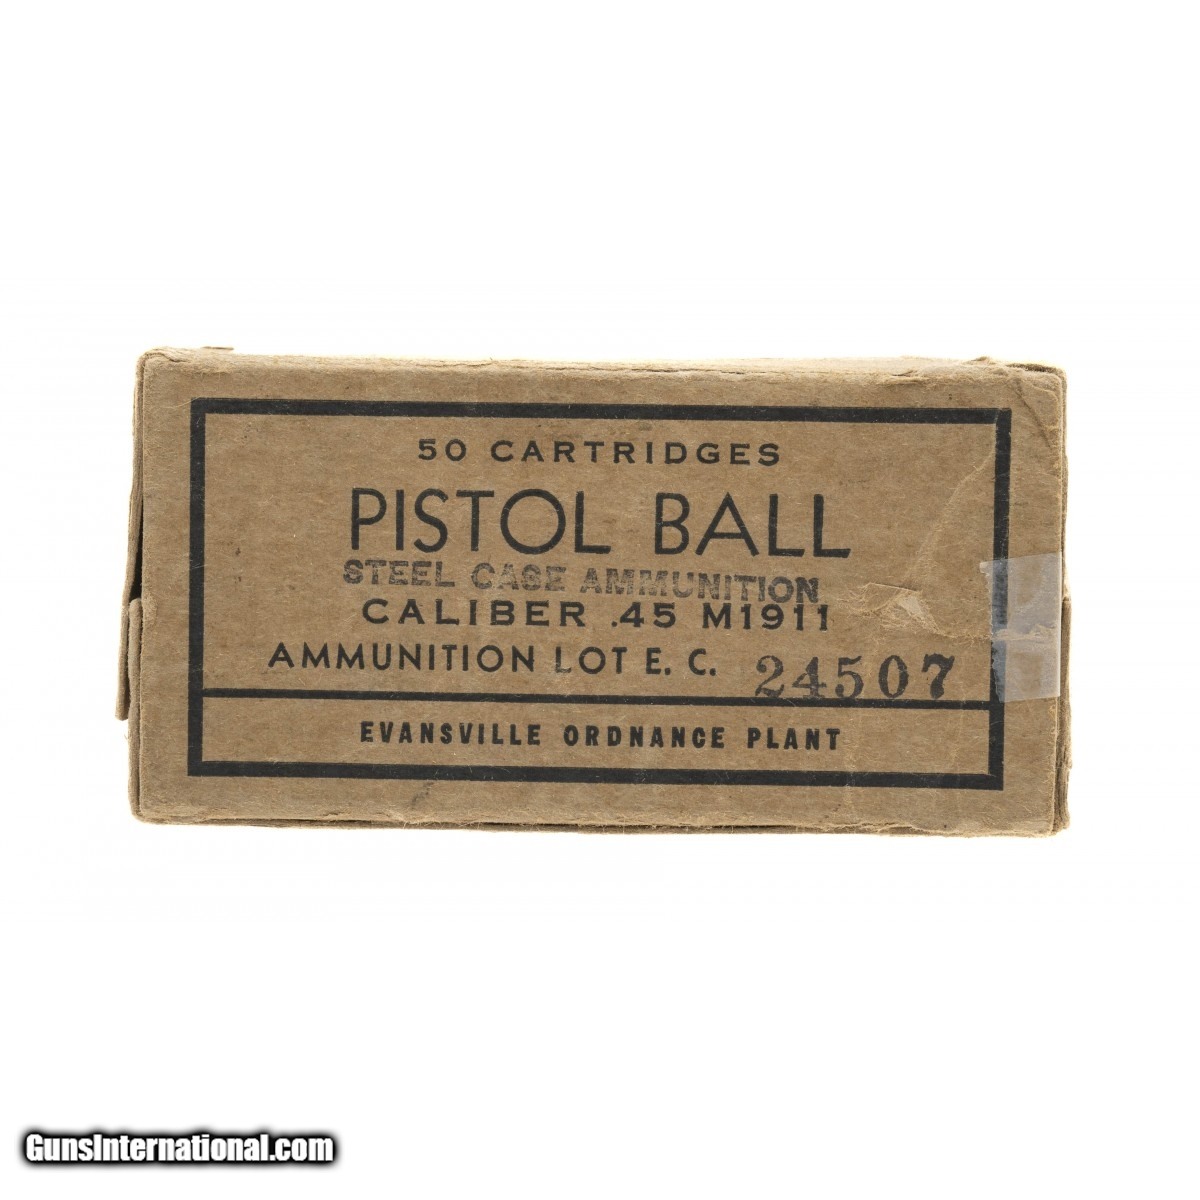 50 CARTRIDGES
PISTOL BALL
STEEL CASE AMMUNITION
CALIBER .45 M1911
AMMUNITION LOT E. C. 24507
EVANSVILLE ORDNANCE PLANT
GunsInternational.com